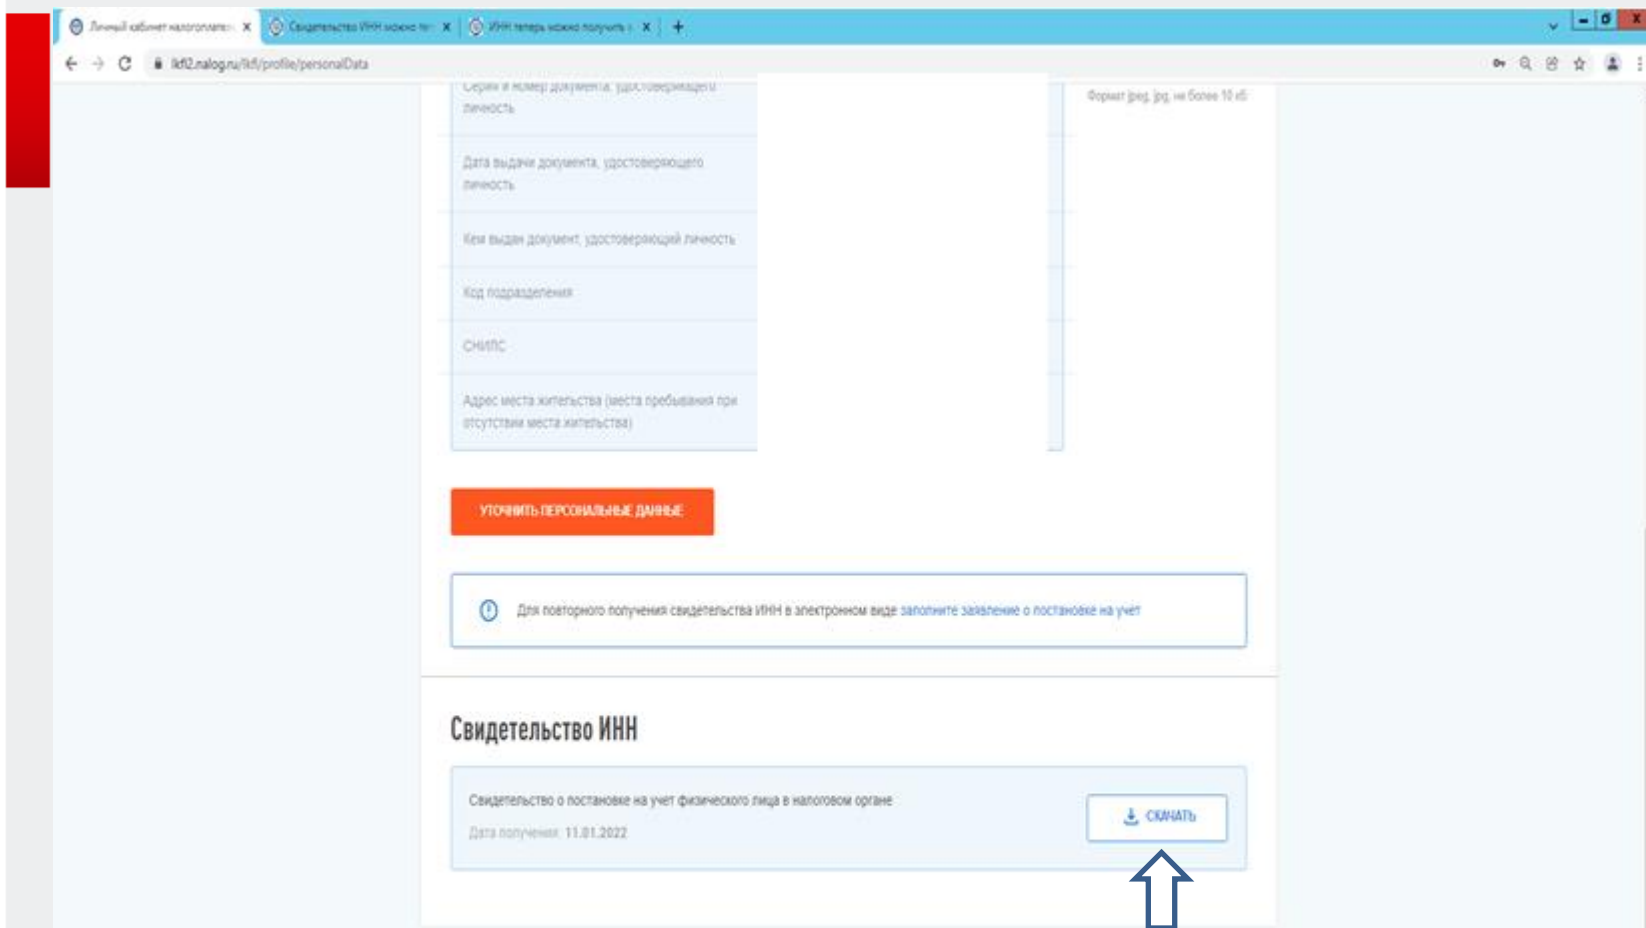 Личный кабинет налогоплате
Свидетельство ИНН можно по
ИНН теперь можно получить
lkfl2.nalog.ru/lkfl/profile/personalData
Серия и номер документа, удостоверяющего
личность
Формат jpeg, jpg, не более 10 кБ
Дата выдачи документа, удостоверяющего
личность
Кем выдан документ, удостоверяющий личность
Код подразделения
СНИЛС
Адрес места жительства (места пребывания при
отсутствии места жительства)
УТОЧНИТЬ ПЕРСОНАЛЬНЫЕ ДАННЫЕ
Для повторного получения свидетельства ИНН в электронном виде заполните заявление о постановке на учет
Свидетельство ИНН
Свидетельство о постановке на учет физического лица в налоговом органе
СКАЧАТЬ
Дата получения: 11.01.2022